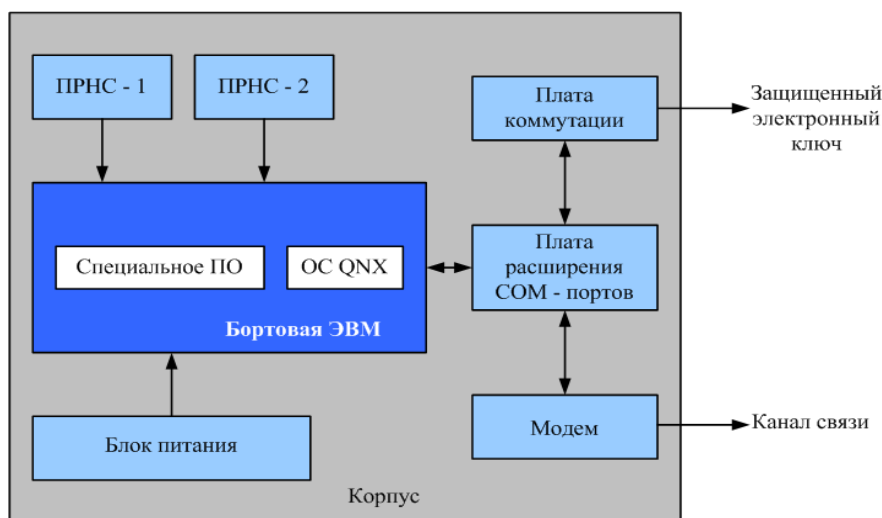 ПРНС - 1
ПРНС - 2
Плата
коммутации
Защищенный
электронный
ключ
Специальное ПО
ОС QNX
Бортовая ЭВМ
Плата
расширения
COM - портов
Блок питания
Модем
Канал связи
Корпус